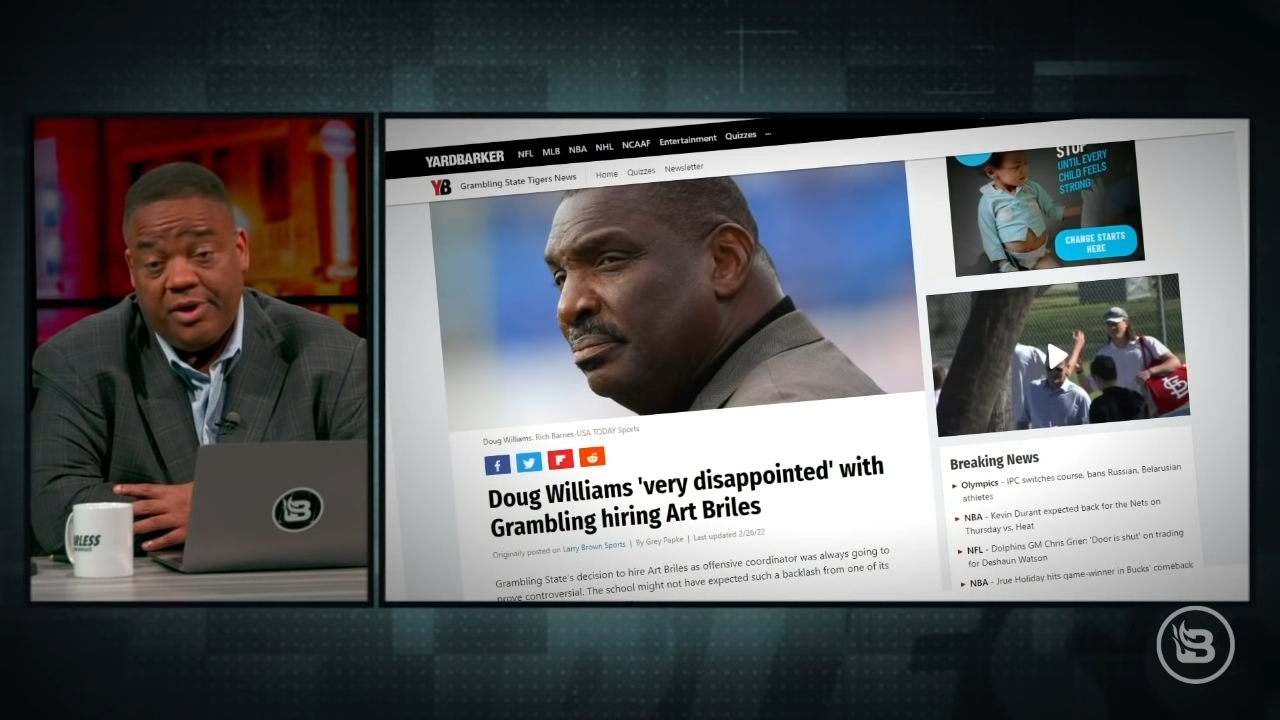 YARDBARKER NFL MLB NBA NHL NCAAF Entertainment Quizzes ...
YB Grambling State Tigers News Home Quizzes Newsletter
STOP
UNTIL EVERY
CHILD FEELS
STRONG
CHANGE STARTS
HERE
Doug Williams. Rich Barnes-USA TODAY Sports
Doug Williams 'very disappointed' with
Grambling hiring Art Briles
Originally posted on Larry Brown Sports | By Grey Papke | Last updated 2/26/22
Grambling State's decision to hire Art Briles as offensive coordinator was always going to
prove controversial. The school might not have expected such a backlash from one of its
Breaking News
Olympics - IPC switches course, bans Russian, Belarusian
athletes
NBA - Kevin Durant expected back for the Nets on
Thursday vs. Heat
NFL - Dolphins GM Chris Grier: 'Door is shut' on trading
for Deshaun Watson
NBA - Jrue Holiday hits game-winner in Bucks' comeback
RLESS
B
B